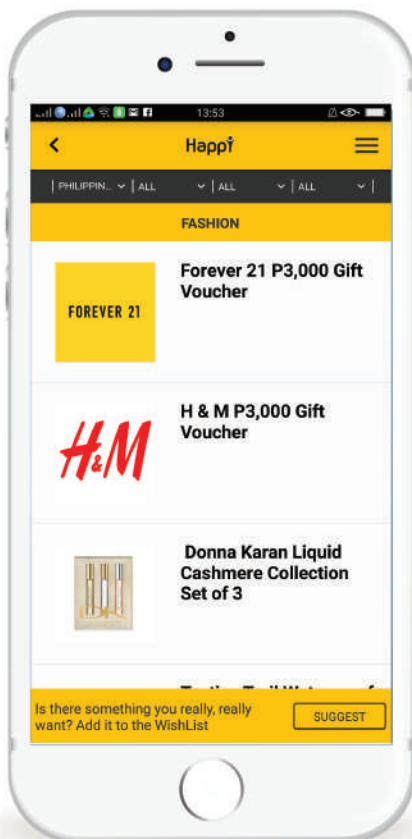 13:53
Happi
PHILIPPIN... | ALL | ALL | ALL
FASHION
FOREVER 21
Forever 21 P3,000 Gift
Voucher
H&M
H & M P3,000 Gift
Voucher
Donna Karan Liquid
Cashmere Collection
Set of 3
Is there something you really, really
want? Add it to the WishList
SUGGEST